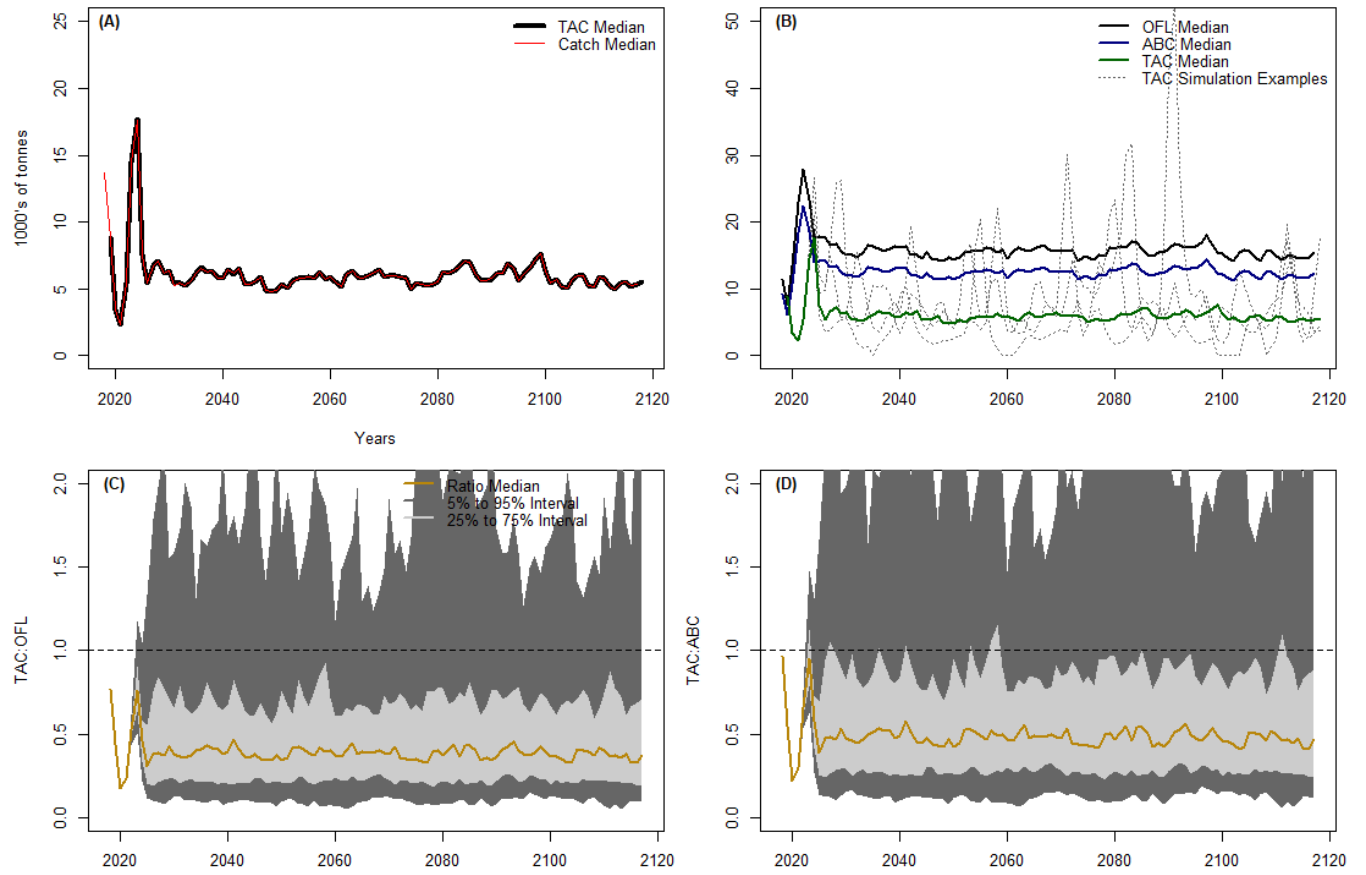 (A)
TAC Median
Catch Median
25
20
15
10
5
0
1000's of tonnes
2020 2040 2060 2080 2100 2120
Years
(B)
OFL Median
ABC Median
TAC Median
TAC Simulation Examples
50
40
30
20
10
0
2020 2040 2060 2080 2100 2120
(C)
Ratio Median
5% to 95% Interval
25% to 75% Interval
2.0
1.5
1.0
0.5
0.0
TAC:OFL
2020 2040 2060 2080 2100 2120
(D)
2.0
1.5
1.0
0.5
0.0
TAC:ABC
2020 2040 2060 2080 2100 2120